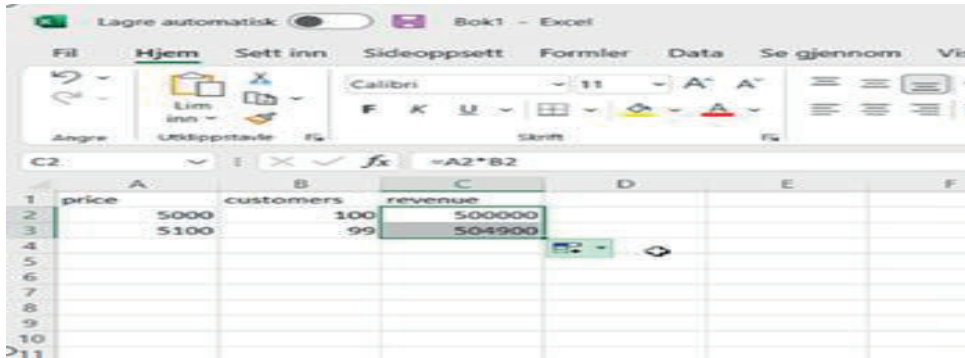 Lagre automatisk Bok1 - Excel
Fil Hjem Sett inn Sideoppsett Formler Data Se gjennom Vi
Lim inn
Calibri 11 A^ A˅
F K U A
Angre Utklippstavle Skrift
C2 fx =A2*B2
A B C D E F
1 price customers revenue
2 5000 100 500000
3 5100 99 504900
4
5
6
7
8
9
10
11